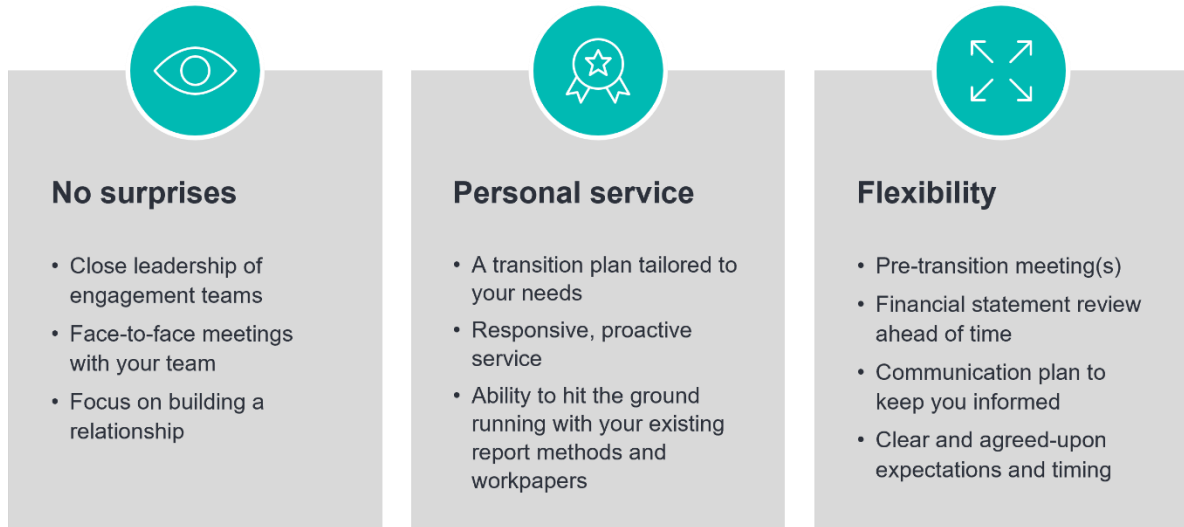 No surprises
• Close leadership of
engagement teams
• Face-to-face meetings
with your team
• Focus on building a
relationship
Personal service
• A transition plan tailored to
your needs
• Responsive, proactive
service
• Ability to hit the ground
running with your existing
report methods and
workpapers
Flexibility
• Pre-transition meeting(s)
• Financial statement review
ahead of time
• Communication plan to
keep you informed
• Clear and agreed-upon
expectations and timing